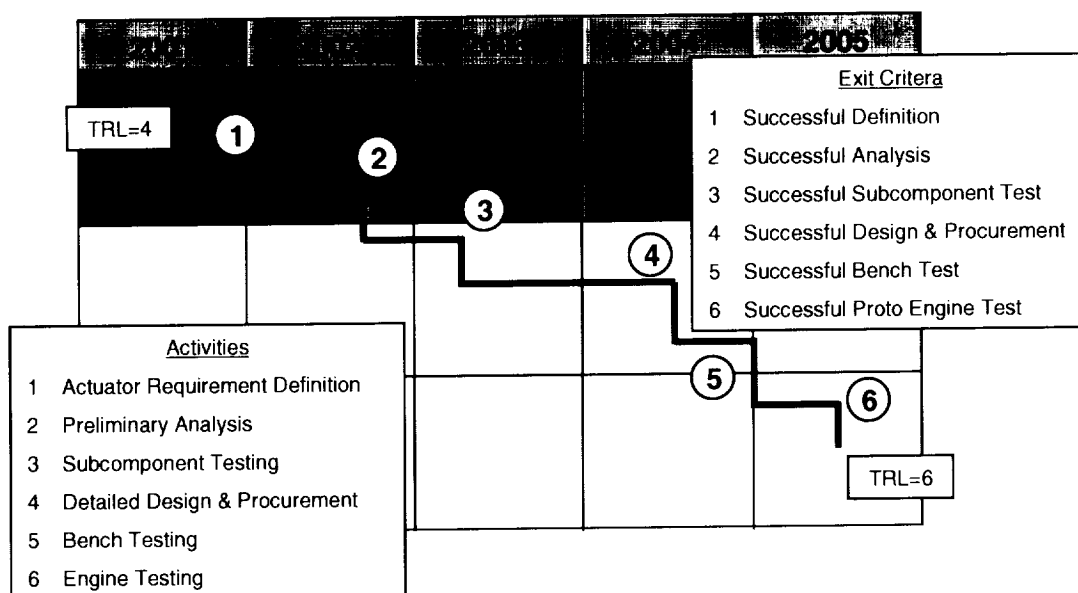 2005
TRL=4
1
2
3
4
5
6
TRL=6
Exit Critera
1 Successful Definition
2 Successful Analysis
3 Successful Subcomponent Test
4 Successful Design & Procurement
5 Successful Bench Test
6 Successful Proto Engine Test
Activities
1 Actuator Requirement Definition
2 Preliminary Analysis
3 Subcomponent Testing
4 Detailed Design & Procurement
5 Bench Testing
6 Engine Testing